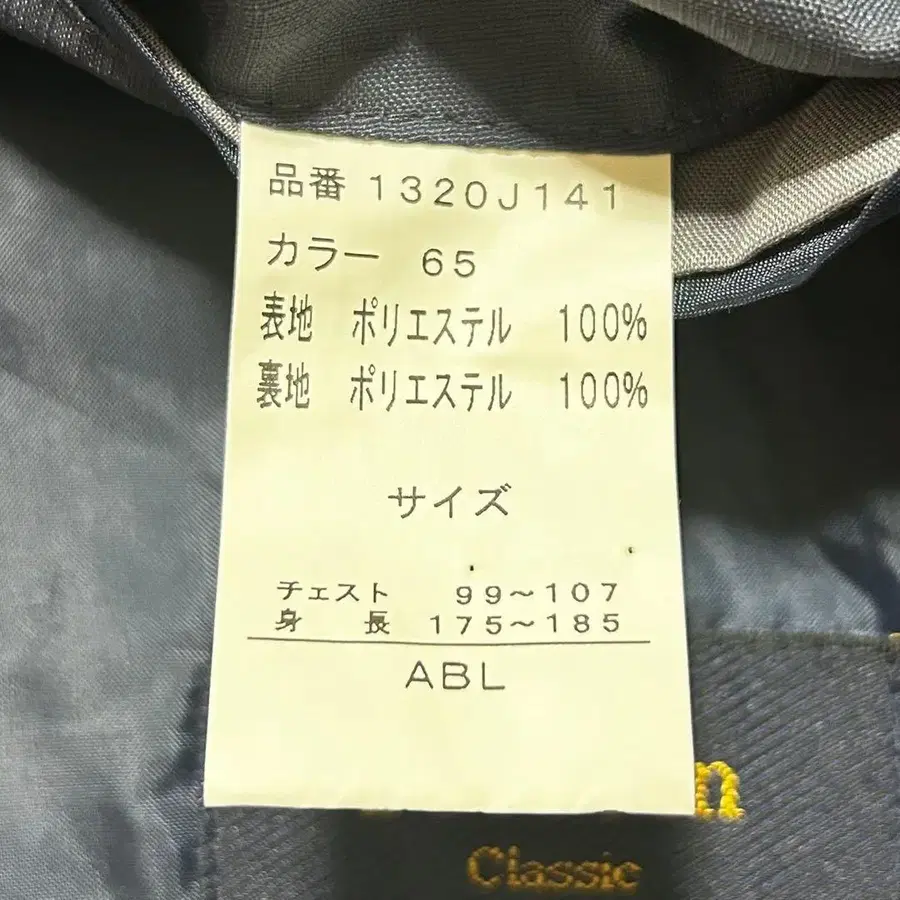 品番 1320J141
カラー 65
表地 ポリエステル 100%
裏地 ポリエステル 100%
サイズ
チェスト 99～107
身 長 175～185
ABL
Classic